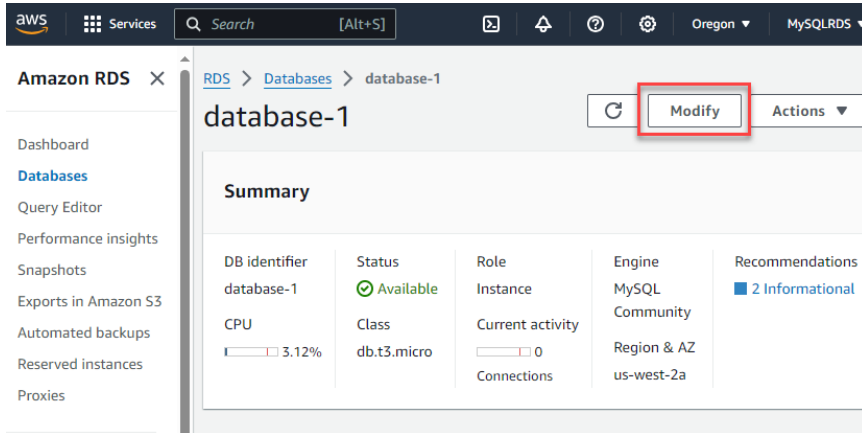 aws
Services
Search
[Alt+S]
Oregon
MySQLRDS
Amazon RDS
Dashboard
Databases
Query Editor
Performance insights
Snapshots
Exports in Amazon S3
Automated backups
Reserved instances
Proxies
RDS > Databases > database-1
database-1
Modify
Actions
Summary
DB identifier
database-1
CPU
3.12%
Status
Available
Class
db.t3.micro
Role
Instance
Current activity
0
Connections
Engine
MySQL
Community
Region & AZ
us-west-2a
Recommendations
2 Informational